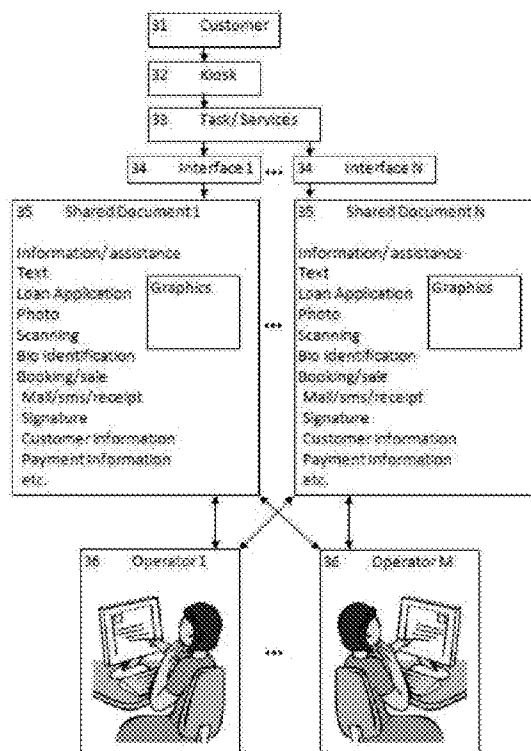 31 Customer
32 Kiosk
33 Task/Services
34 Interface 1 ... 34 Interface N
35 Shared Document 1
Information/assistance
Text
Loan Application
Graphics
Photo
Scanning
Bio Identification
Booking/sale
Mail/sms/receipt
Signature
Customer Information
Payment Information
etc.
...
35 Shared Document N
Information/assistance
Text
Loan Application
Graphics
Photo
Scanning
Bio Identification
Booking/sale
Mail/sms/receipt
Signature
Customer Information
Payment Information
etc.
36 Operator 1
...
36 Operator M